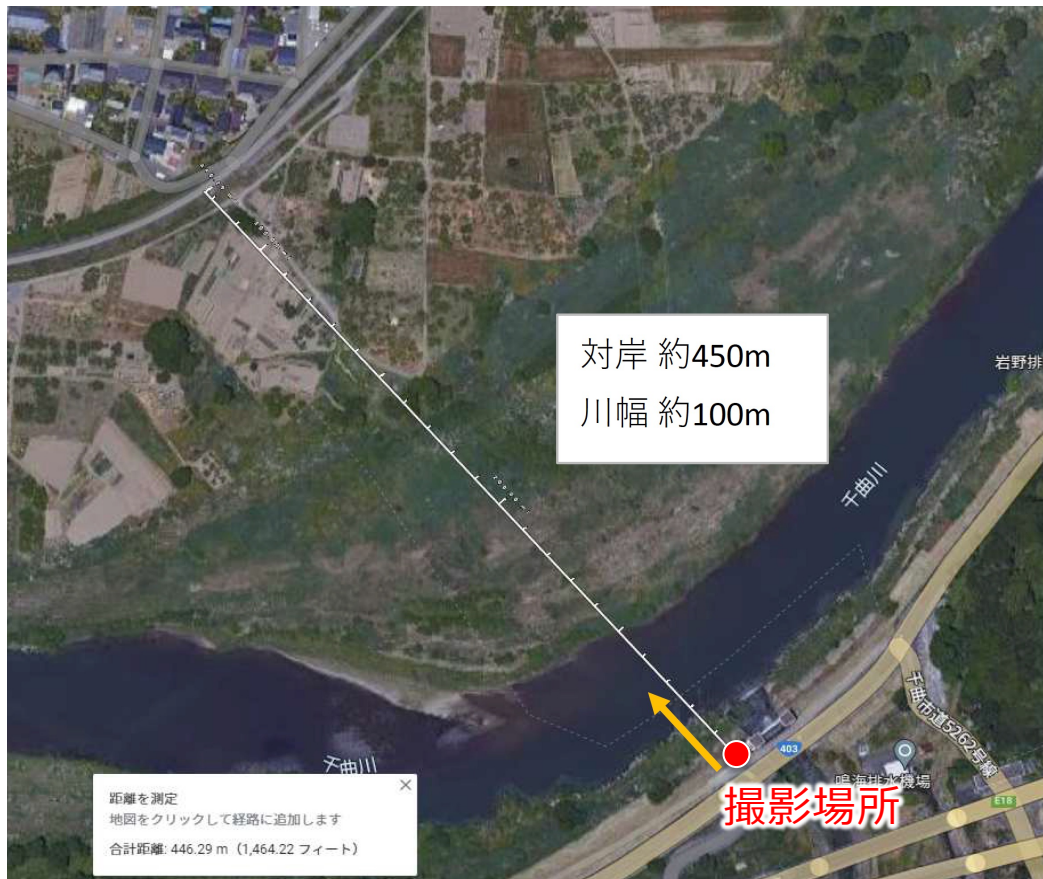 対岸 約450m
川幅 約100m
岩野排
千曲川
千曲市道5262号線
403
鳴海排水機場
千曲川
撮影場所
E18
距離を測定
地図をクリックして経路に追加します
合計距離: 446.29 m（1,464.22 フィート）